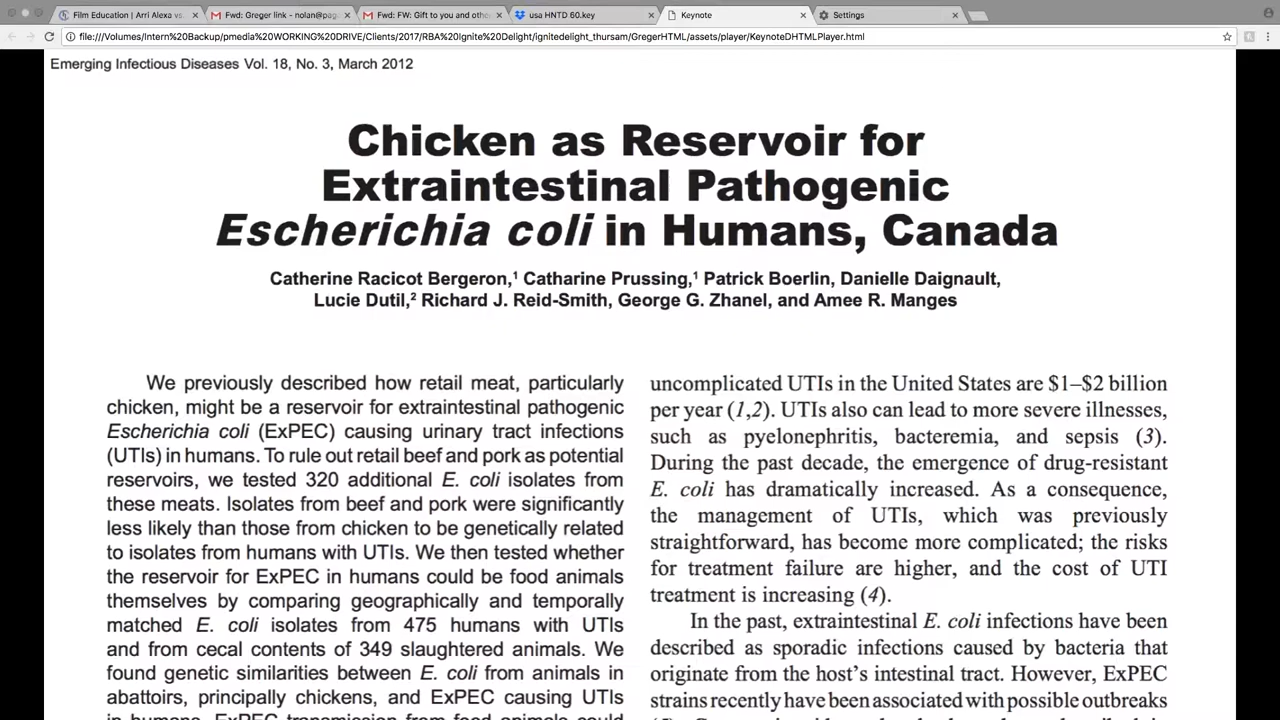 Film Education | Arri Alexa vs.
Fwd: Greger link - nolan@pag
Fwd: FW: Gift to you and othe
usa HNTD 60.key
Keynote
Settings
file:///Volumes/Intern%20Backup/pmedia%20WORKING%20DRIVE/Clients/2017/RBA%20Ignite%20Delight/ignitedelight_thursam/GregerHTML/assets/player/KeynoteDHTMLPlayer.html
Emerging Infectious Diseases Vol. 18, No. 3, March 2012
Chicken as Reservoir for
Extraintestinal Pathogenic
Escherichia coli in Humans, Canada
Catherine Racicot Bergeron,¹ Catharine Prussing,¹ Patrick Boerlin, Danielle Daignault,
Lucie Dutil,² Richard J. Reid-Smith, George G. Zhanel, and Amee R. Manges
We previously described how retail meat, particularly
chicken, might be a reservoir for extraintestinal pathogenic
Escherichia coli (ExPEC) causing urinary tract infections
(UTIs) in humans. To rule out retail beef and pork as potential
reservoirs, we tested 320 additional E. coli isolates from
these meats. Isolates from beef and pork were significantly
less likely than those from chicken to be genetically related
to isolates from humans with UTIs. We then tested whether
the reservoir for ExPEC in humans could be food animals
themselves by comparing geographically and temporally
matched E. coli isolates from 475 humans with UTIs
and from cecal contents of 349 slaughtered animals. We
found genetic similarities between E. coli from animals in
abattoirs, principally chickens, and ExPEC causing UTIs
in humans. ExPEC transmission from food animals could
uncomplicated UTIs in the United States are $1–$2 billion
per year (1,2). UTIs also can lead to more severe illnesses,
such as pyelonephritis, bacteremia, and sepsis (3).
During the past decade, the emergence of drug-resistant
E. coli has dramatically increased. As a consequence,
the management of UTIs, which was previously
straightforward, has become more complicated; the risks
for treatment failure are higher, and the cost of UTI
treatment is increasing (4).
In the past, extraintestinal E. coli infections have been
described as sporadic infections caused by bacteria that
originate from the host's intestinal tract. However, ExPEC
strains recently have been associated with possible outbreaks